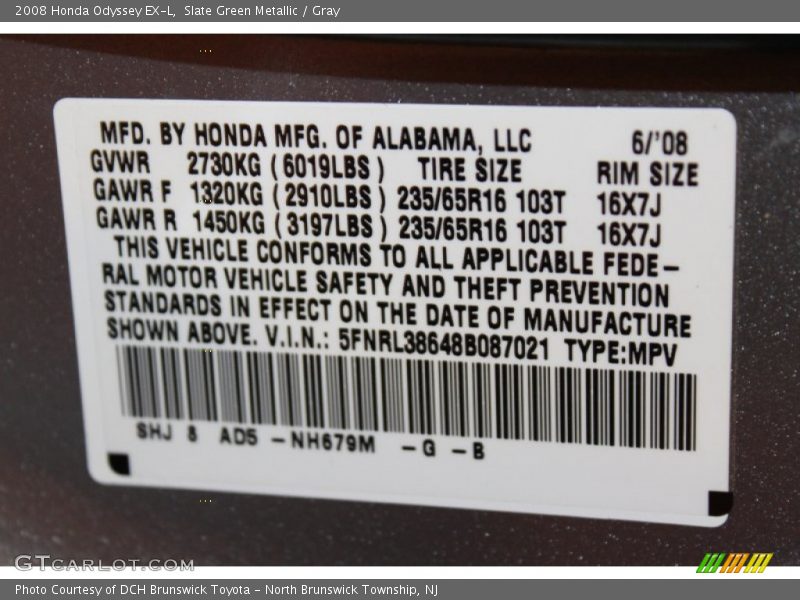 2008 Honda Odyssey EX-L, Slate Green Metallic / Gray
MFD. BY HONDA MFG. OF ALABAMA, LLC 6/'08
GVWR 2730KG (6019LBS) TIRE SIZE RIM SIZE
GAWR F 1320KG (2910LBS) 235/65R16 103T 16X7J
GAWR R 1450KG (3197LBS) 235/65R16 103T 16X7J
THIS VEHICLE CONFORMS TO ALL APPLICABLE FEDE-
RAL MOTOR VEHICLE SAFETY AND THEFT PREVENTION
STANDARDS IN EFFECT ON THE DATE OF MANUFACTURE
SHOWN ABOVE. V.I.N.: 5FNRL38648B087021 TYPE:MPV
SHJ 8 AD5 -NH679M -G -B
GTCARLOT.COM
Photo Courtesy of DCH Brunswick Toyota - North Brunswick Township, NJ